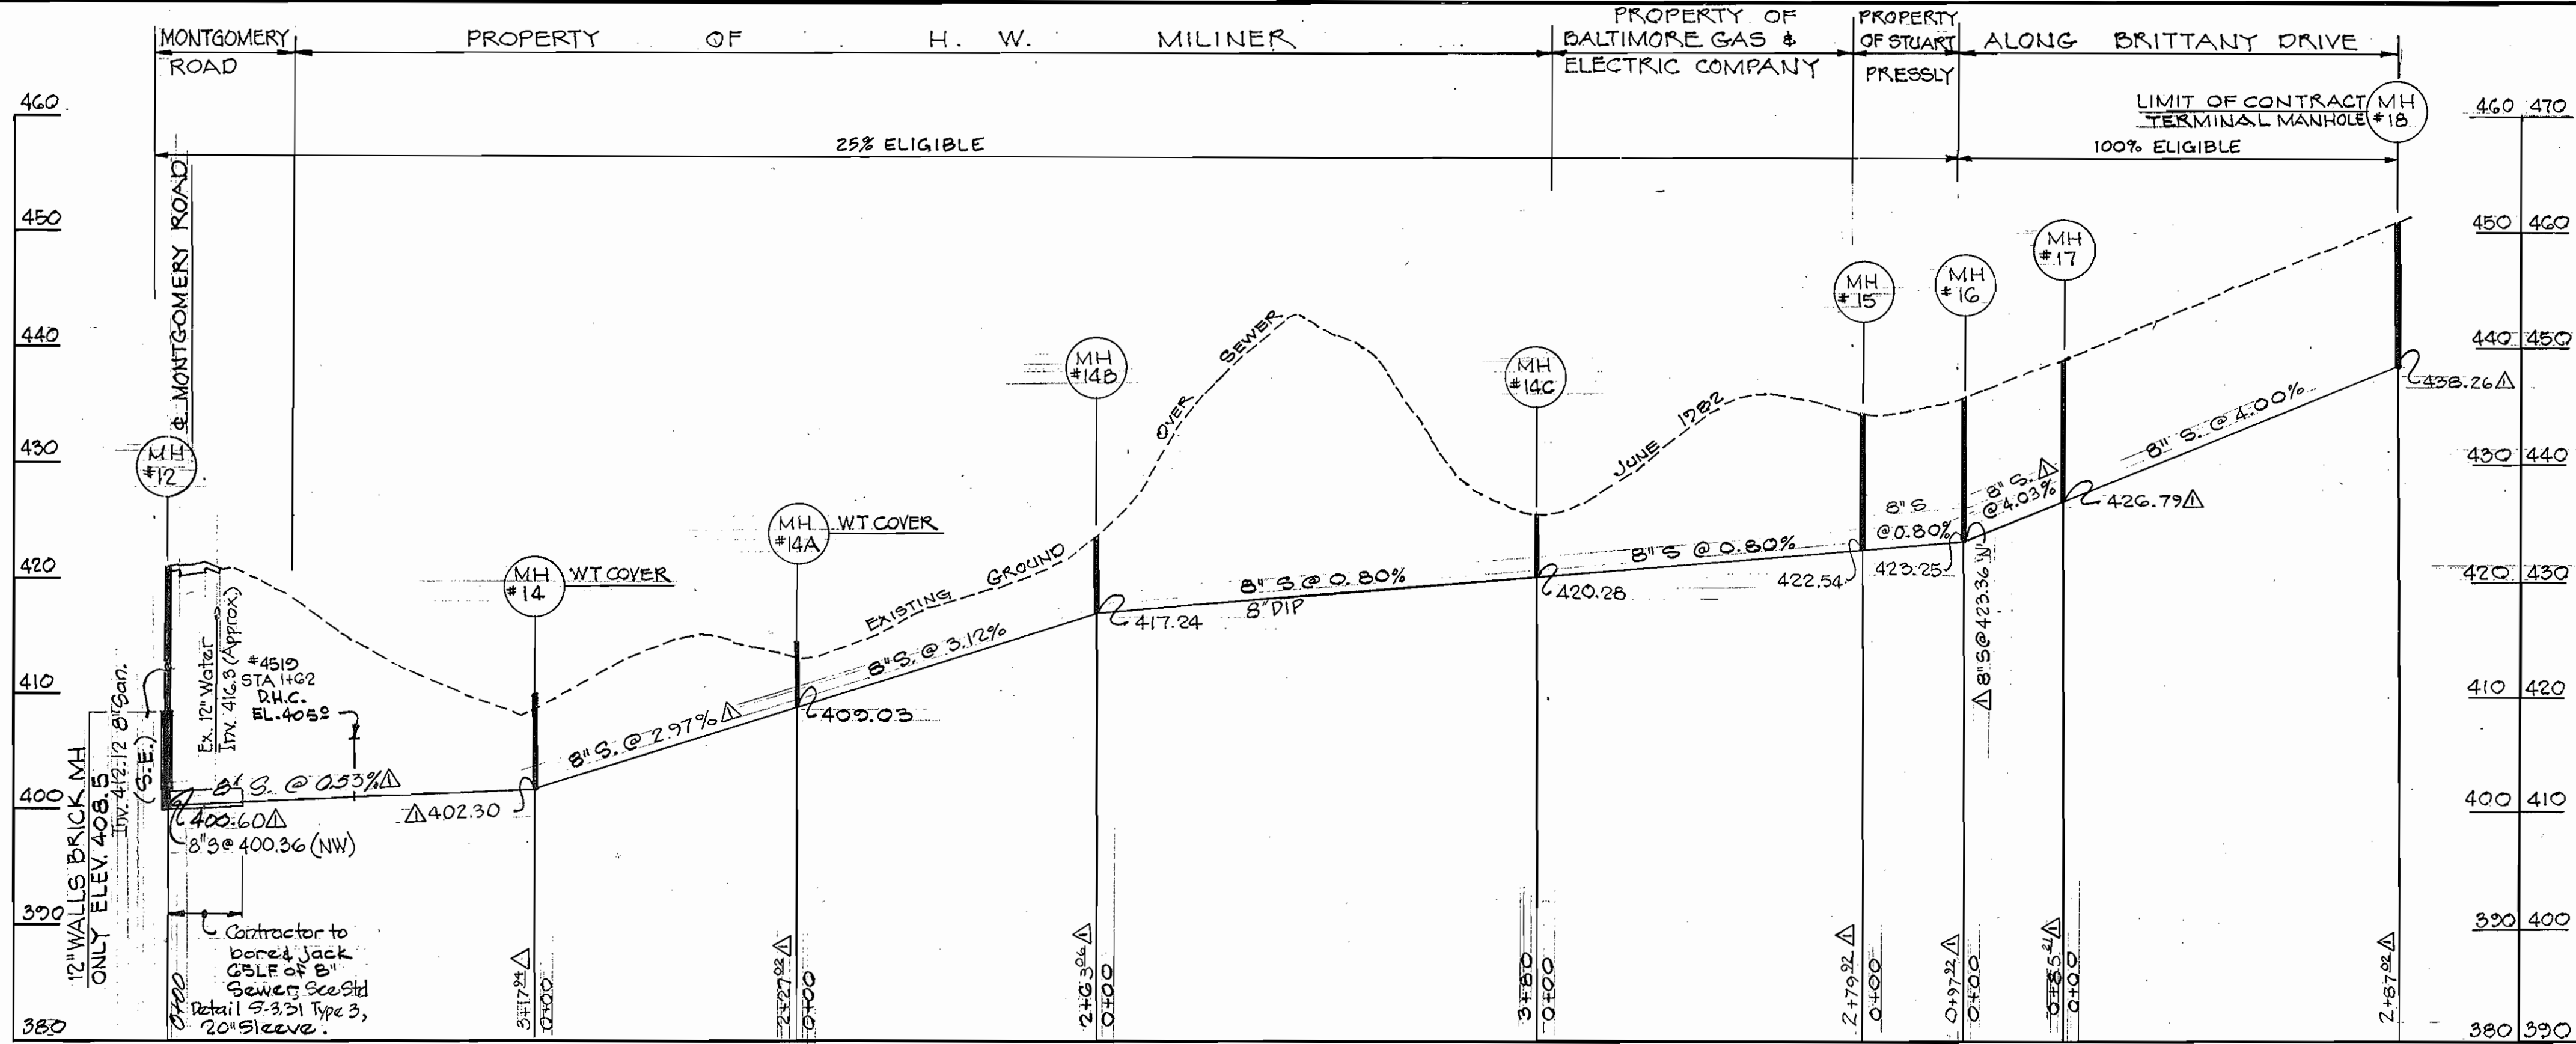 MONTGOMERY
ROAD
PROPERTY OF H. W. MILINER
PROPERTY OF
BALTIMORE GAS &
ELECTRIC COMPANY
PROPERTY
OF STUART
PRESSLY
ALONG BRITTANY DRIVE
LIMIT OF CONTRACT
TERMINAL MANHOLE
MH
#18
25% ELIGIBLE
100% ELIGIBLE
460
450
440
430
420
410
400
390
380
460 470
450 460
440 450
430 440
420 430
410 420
400 410
390 400
380 390
℄ MONTGOMERY ROAD
MH
#12
MH
#14
WT COVER
MH
#14A
WT COVER
MH
#14B
MH
#14C
MH
#15
MH
#16
MH
#17
EXISTING GROUND OVER SEWER JUNE 1982
Ex. 12" Water
Inv. 416.3 (Approx.)
#4519
STA 1+62
D.H.C.
EL. 405
12" WALLS BRICK MH
ONLY ELEV. 408.5
Inv. 412.12 8" San.
(S.E.)
8" S. @ 0.53% ⚠
400.60 ⚠
8" S @ 400.36 (NW)
⚠ 402.30
8" S. @ 2.97% ⚠
409.03
8" S. @ 3.12%
417.24
8" S @ 0.80%
8" DIP
420.28
8" S @ 0.80%
422.54
8" S
@ 0.80%
423.25
⚠ 8" S @ 423.36 'N'
8" S. ⚠
@ 4.03%
426.79 ⚠
8" S. @ 4.00%
438.26 ⚠
Contractor to
bore & jack
65LF of 8"
Sewer, See Std
Detail S-3.31 Type 3,
20" Sleeve.
0+00
3+17.94 ⚠
0+00
2+27.02 ⚠
0+00
2+63.06 ⚠
0+00
3+80
0+00
2+79.92 ⚠
0+00
0+97.92 ⚠
0+00
0+85.21 ⚠
0+00
2+87.02 ⚠